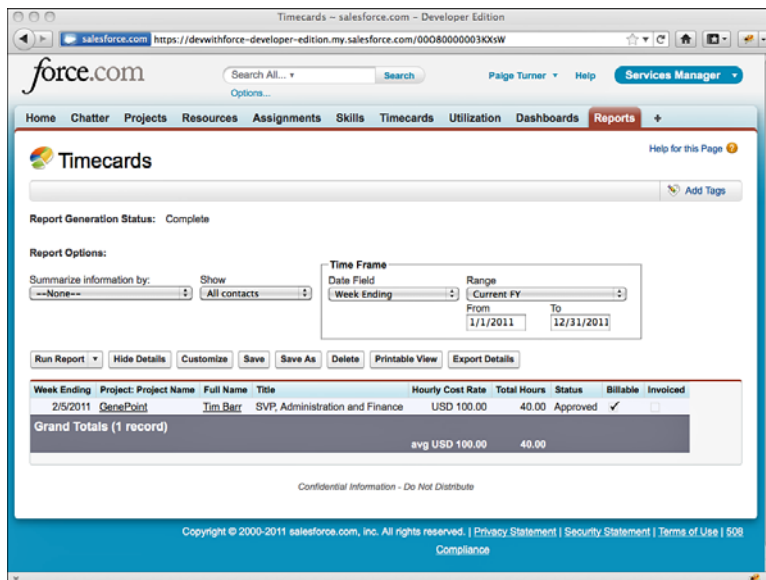 Timecards ~ salesforce.com - Developer Edition
salesforce.com https://devwithforce-developer-edition.my.salesforce.com/00O80000003KXsW
force.com Search All... Search Paige Turner Help Services Manager
Options...
Home Chatter Projects Resources Assignments Skills Timecards Utilization Dashboards Reports +
Help for this Page ?
Timecards
Add Tags
Report Generation Status: Complete
Report Options:
Time Frame
Summarize information by: Show Date Field Range
--None-- All contacts Week Ending Current FY
From To
1/1/2011 12/31/2011
Run Report Hide Details Customize Save Save As Delete Printable View Export Details
Week Ending Project: Project Name Full Name Title Hourly Cost Rate Total Hours Status Billable Invoiced
2/5/2011 GenePoint Tim Barr SVP, Administration and Finance USD 100.00 40.00 Approved ✓
Grand Totals (1 record)
avg USD 100.00 40.00
Confidential Information - Do Not Distribute
Copyright © 2000-2011 salesforce.com, inc. All rights reserved. | Privacy Statement | Security Statement | Terms of Use | 508
Compliance